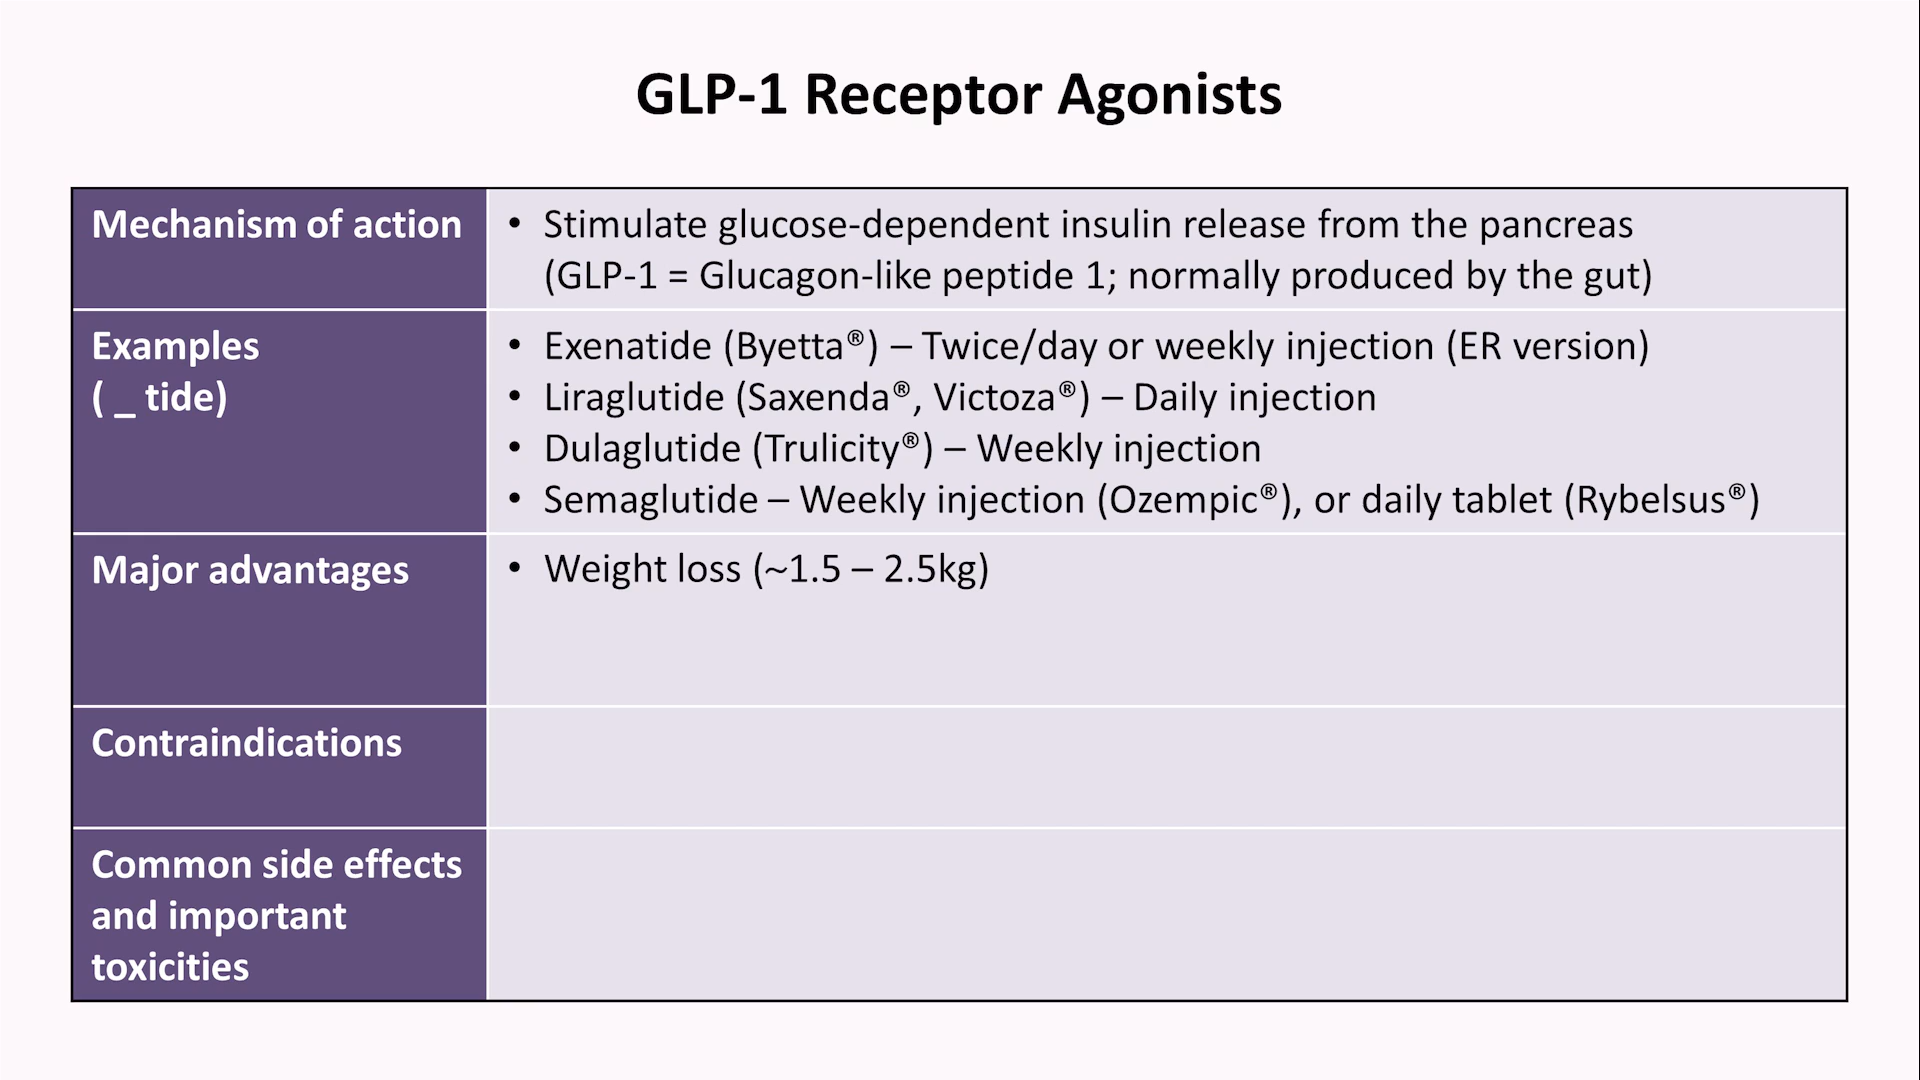 GLP-1 Receptor Agonists
Mechanism of action
• Stimulate glucose-dependent insulin release from the pancreas
(GLP-1 = Glucagon-like peptide 1; normally produced by the gut)
Examples
( _ tide)
• Exenatide (Byetta®) – Twice/day or weekly injection (ER version)
• Liraglutide (Saxenda®, Victoza®) – Daily injection
• Dulaglutide (Trulicity®) – Weekly injection
• Semaglutide – Weekly injection (Ozempic®), or daily tablet (Rybelsus®)
Major advantages
• Weight loss (~1.5 – 2.5kg)
Contraindications
Common side effects
and important
toxicities